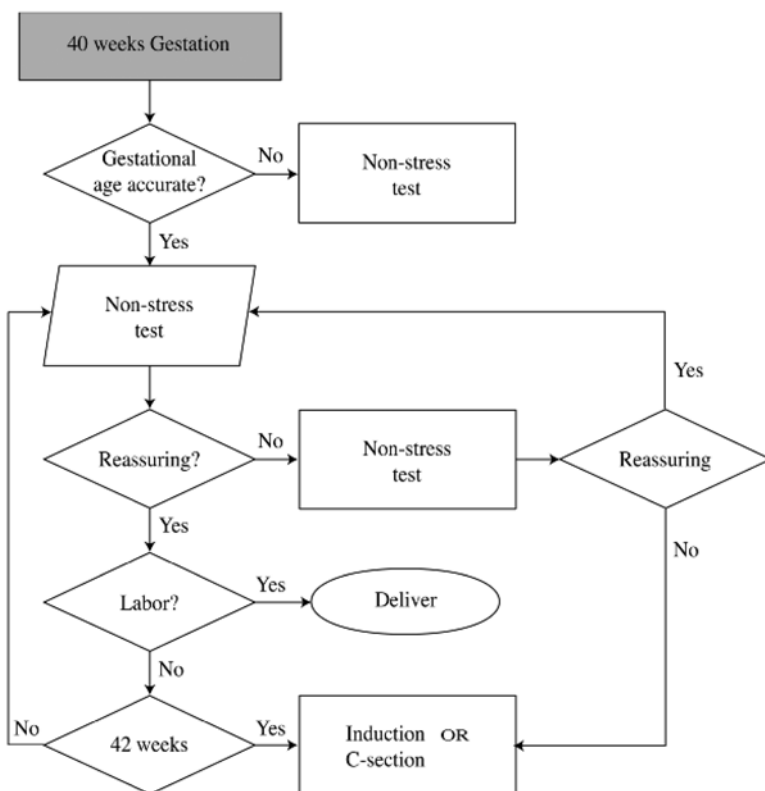 40 weeks Gestation
Gestational
age accurate?
No
Non-stress
test
Yes
Non-stress
test
Yes
Reassuring?
No
Non-stress
test
Reassuring
Yes
No
Labor?
Yes
Deliver
No
No
42 weeks
Yes
Induction OR
C-section